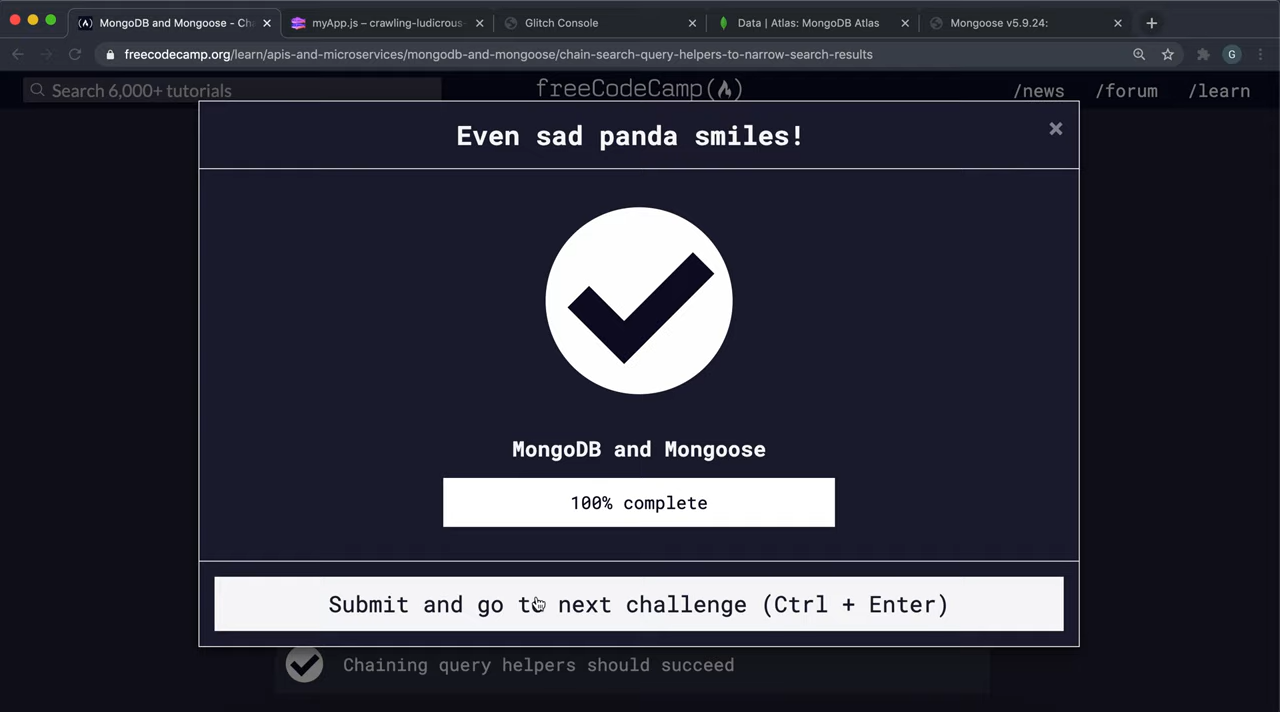 MongoDB and Mongoose - Cha
myApp.js – crawling-ludicrous-
Glitch Console
Data | Atlas: MongoDB Atlas
Mongoose v5.9.24:
freecodecamp.org/learn/apis-and-microservices/mongodb-and-mongoose/chain-search-query-helpers-to-narrow-search-results
G
Search 6,000+ tutorials
freeCodeCamp
/news
/forum
/learn
Even sad panda smiles!
MongoDB and Mongoose
100% complete
Submit and go to next challenge (Ctrl + Enter)
Chaining query helpers should succeed